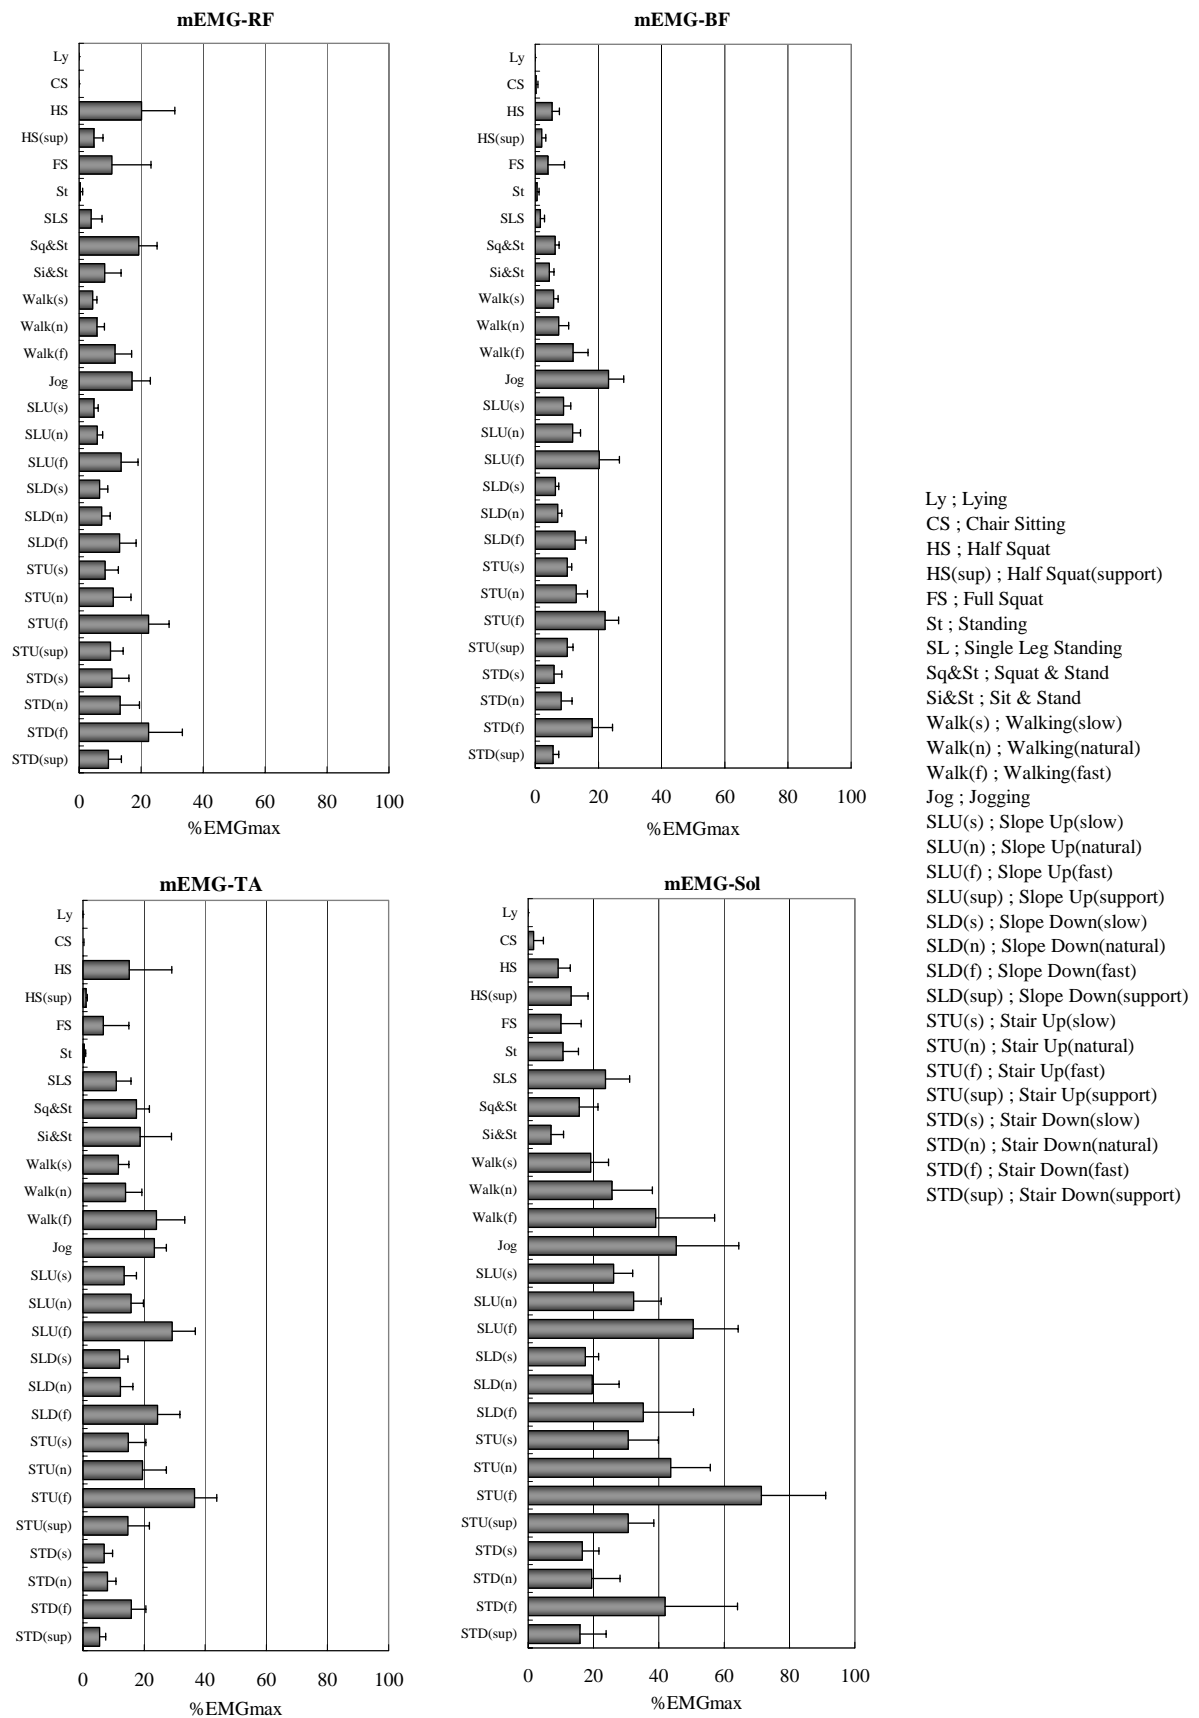 mEMG-RF
Ly
CS
HS
HS(sup)
FS
St
SLS
Sq&St
Si&St
Walk(s)
Walk(n)
Walk(f)
Jog
SLU(s)
SLU(n)
SLU(f)
SLD(s)
SLD(n)
SLD(f)
STU(s)
STU(n)
STU(f)
STU(sup)
STD(s)
STD(n)
STD(f)
STD(sup)
0 20 40 60 80 100
%EMGmax
mEMG-BF
Ly
CS
HS
HS(sup)
FS
St
SLS
Sq&St
Si&St
Walk(s)
Walk(n)
Walk(f)
Jog
SLU(s)
SLU(n)
SLU(f)
SLD(s)
SLD(n)
SLD(f)
STU(s)
STU(n)
STU(f)
STU(sup)
STD(s)
STD(n)
STD(f)
STD(sup)
0 20 40 60 80 100
%EMGmax
mEMG-TA
Ly
CS
HS
HS(sup)
FS
St
SLS
Sq&St
Si&St
Walk(s)
Walk(n)
Walk(f)
Jog
SLU(s)
SLU(n)
SLU(f)
SLD(s)
SLD(n)
SLD(f)
STU(s)
STU(n)
STU(f)
STU(sup)
STD(s)
STD(n)
STD(f)
STD(sup)
0 20 40 60 80 100
%EMGmax
mEMG-Sol
Ly
CS
HS
HS(sup)
FS
St
SLS
Sq&St
Si&St
Walk(s)
Walk(n)
Walk(f)
Jog
SLU(s)
SLU(n)
SLU(f)
SLD(s)
SLD(n)
SLD(f)
STU(s)
STU(n)
STU(f)
STU(sup)
STD(s)
STD(n)
STD(f)
STD(sup)
0 20 40 60 80 100
%EMGmax
Ly ; Lying
CS ; Chair Sitting
HS ; Half Squat
HS(sup) ; Half Squat(support)
FS ; Full Squat
St ; Standing
SL ; Single Leg Standing
Sq&St ; Squat & Stand
Si&St ; Sit & Stand
Walk(s) ; Walking(slow)
Walk(n) ; Walking(natural)
Walk(f) ; Walking(fast)
Jog ; Jogging
SLU(s) ; Slope Up(slow)
SLU(n) ; Slope Up(natural)
SLU(f) ; Slope Up(fast)
SLU(sup) ; Slope Up(support)
SLD(s) ; Slope Down(slow)
SLD(n) ; Slope Down(natural)
SLD(f) ; Slope Down(fast)
SLD(sup) ; Slope Down(support)
STU(s) ; Stair Up(slow)
STU(n) ; Stair Up(natural)
STU(f) ; Stair Up(fast)
STU(sup) ; Stair Up(support)
STD(s) ; Stair Down(slow)
STD(n) ; Stair Down(natural)
STD(f) ; Stair Down(fast)
STD(sup) ; Stair Down(support)